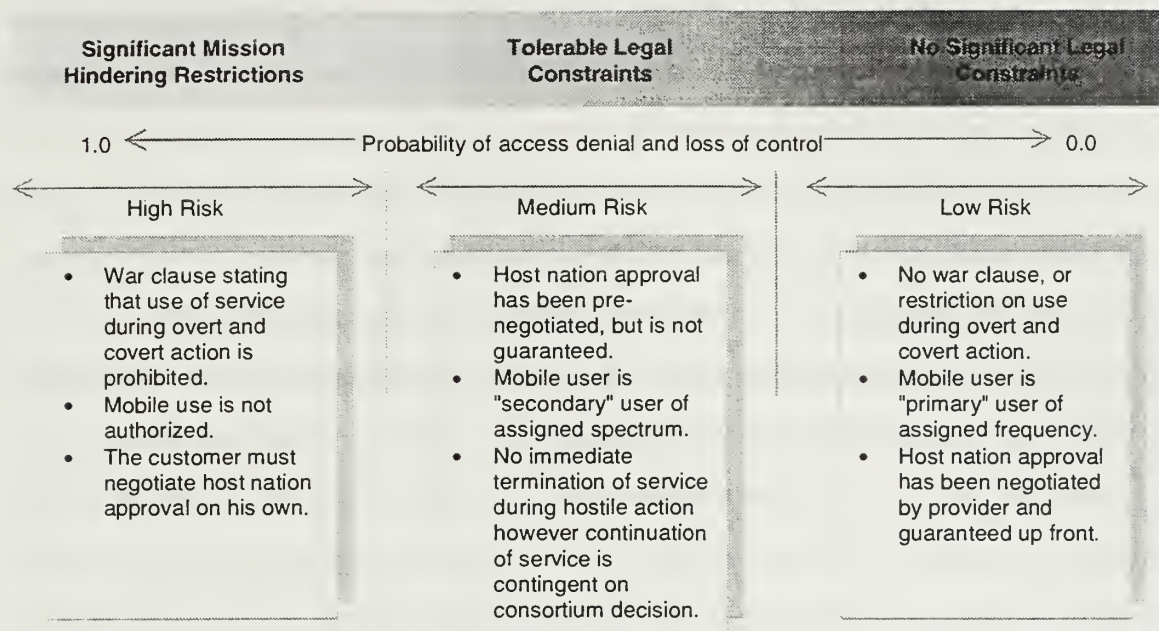 Significant Mission
Hindering Restrictions
Tolerable Legal
Constraints
No Significant Legal
Constraints
1.0 Probability of access denial and loss of control 0.0
High Risk
Medium Risk
Low Risk
• War clause stating
that use of service
during overt and
covert action is
prohibited.
• Mobile use is not
authorized.
• The customer must
negotiate host nation
approval on his own.
• Host nation approval
has been pre-
negotiated, but is not
guaranteed.
• Mobile user is
"secondary" user of
assigned spectrum.
• No immediate
termination of service
during hostile action
however continuation
of service is
contingent on
consortium decision.
• No war clause, or
restriction on use
during overt and
covert action.
• Mobile user is
"primary" user of
assigned frequency.
• Host nation approval
has been negotiated
by provider and
guaranteed up front.